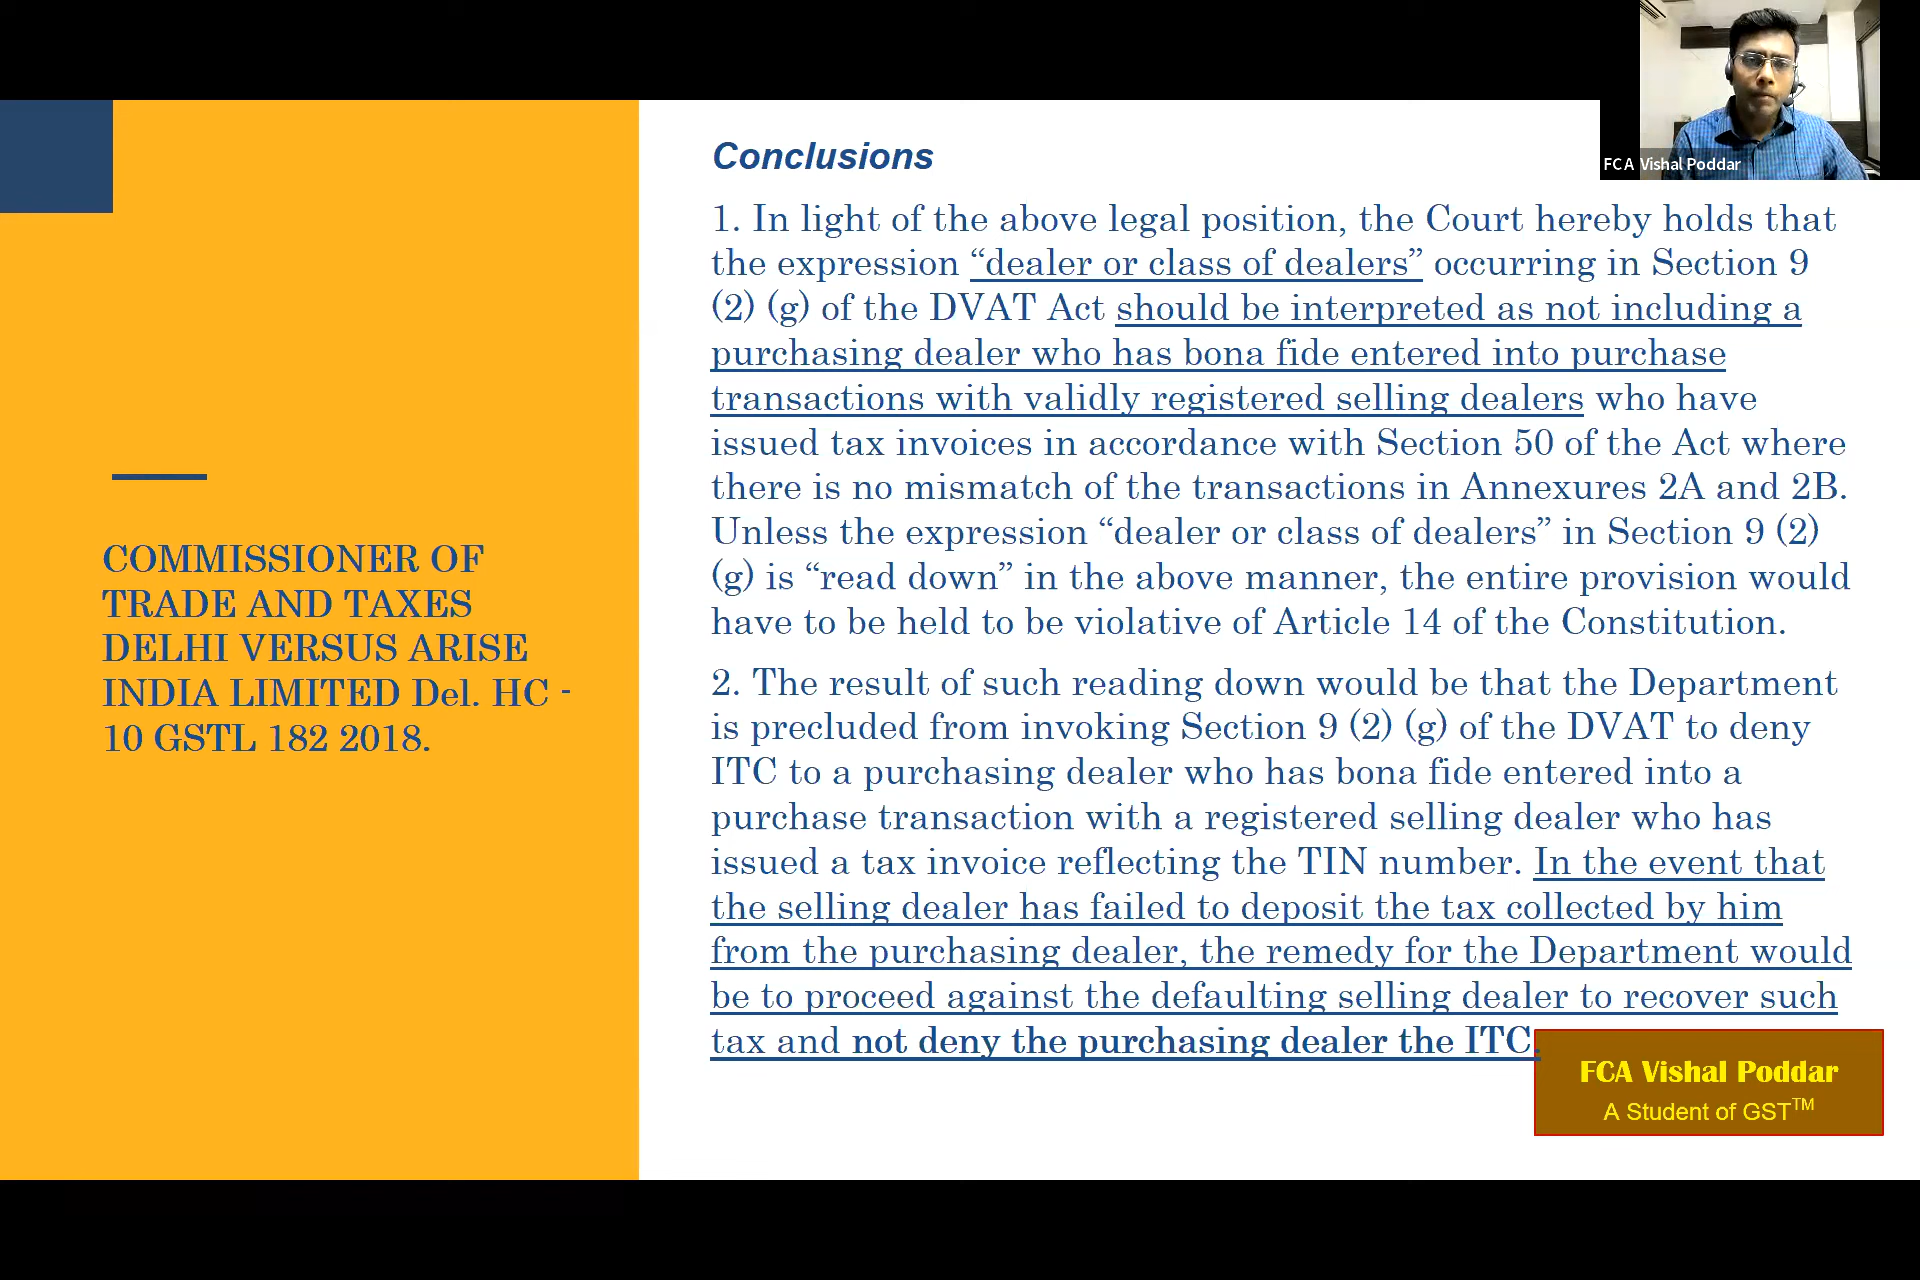 FCA Vishal Poddar
COMMISSIONER OF
TRADE AND TAXES
DELHI VERSUS ARISE
INDIA LIMITED Del. HC -
10 GSTL 182 2018.
Conclusions
1. In light of the above legal position, the Court hereby holds that
the expression “dealer or class of dealers” occurring in Section 9
(2) (g) of the DVAT Act should be interpreted as not including a
purchasing dealer who has bona fide entered into purchase
transactions with validly registered selling dealers who have
issued tax invoices in accordance with Section 50 of the Act where
there is no mismatch of the transactions in Annexures 2A and 2B.
Unless the expression “dealer or class of dealers” in Section 9 (2)
(g) is “read down” in the above manner, the entire provision would
have to be held to be violative of Article 14 of the Constitution.
2. The result of such reading down would be that the Department
is precluded from invoking Section 9 (2) (g) of the DVAT to deny
ITC to a purchasing dealer who has bona fide entered into a
purchase transaction with a registered selling dealer who has
issued a tax invoice reflecting the TIN number. In the event that
the selling dealer has failed to deposit the tax collected by him
from the purchasing dealer, the remedy for the Department would
be to proceed against the defaulting selling dealer to recover such
tax and not deny the purchasing dealer the ITC.
FCA Vishal Poddar
A Student of GST™